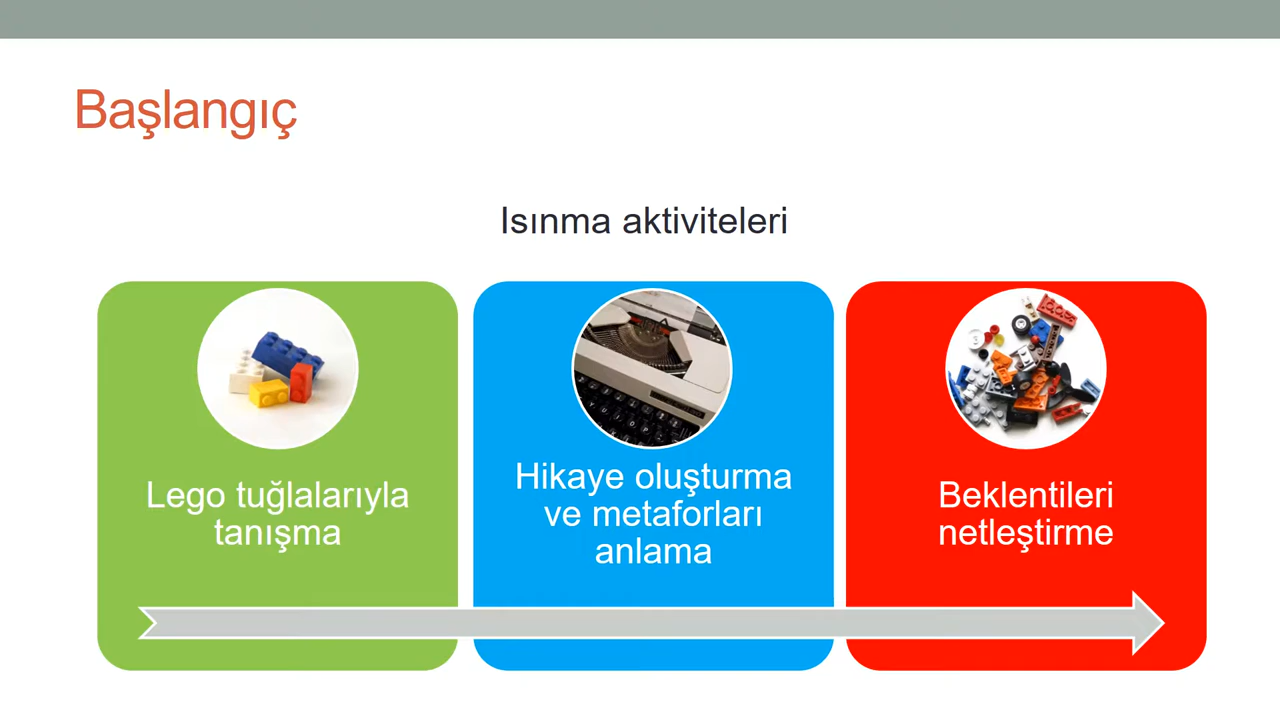 Başlangıç
Isınma aktiviteleri
Lego tuğlalarıyla
tanışma
Hikaye oluşturma
ve metaforları
anlama
Beklentileri
netleştirme